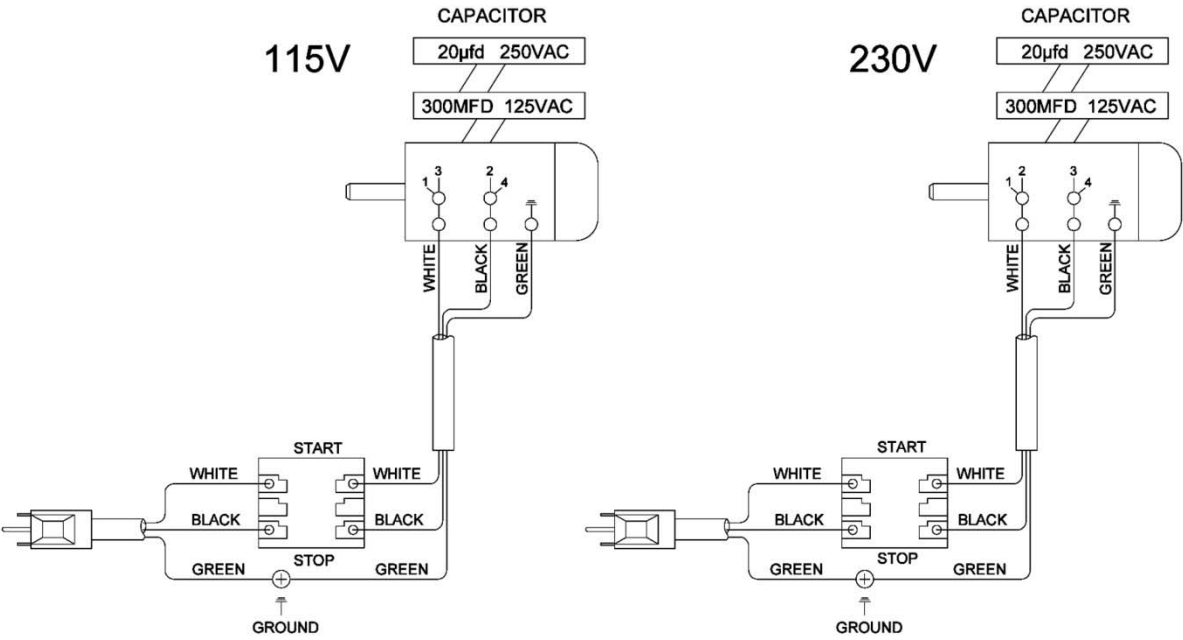 CAPACITOR
115V
20µfd 250VAC
300MFD 125VAC
1 3 2 4
WHITE
BLACK
GREEN
START
WHITE WHITE
BLACK BLACK
STOP
GREEN GREEN
GROUND
CAPACITOR
230V
20µfd 250VAC
300MFD 125VAC
1 2 3 4
WHITE
BLACK
GREEN
START
WHITE WHITE
BLACK BLACK
STOP
GREEN GREEN
GROUND